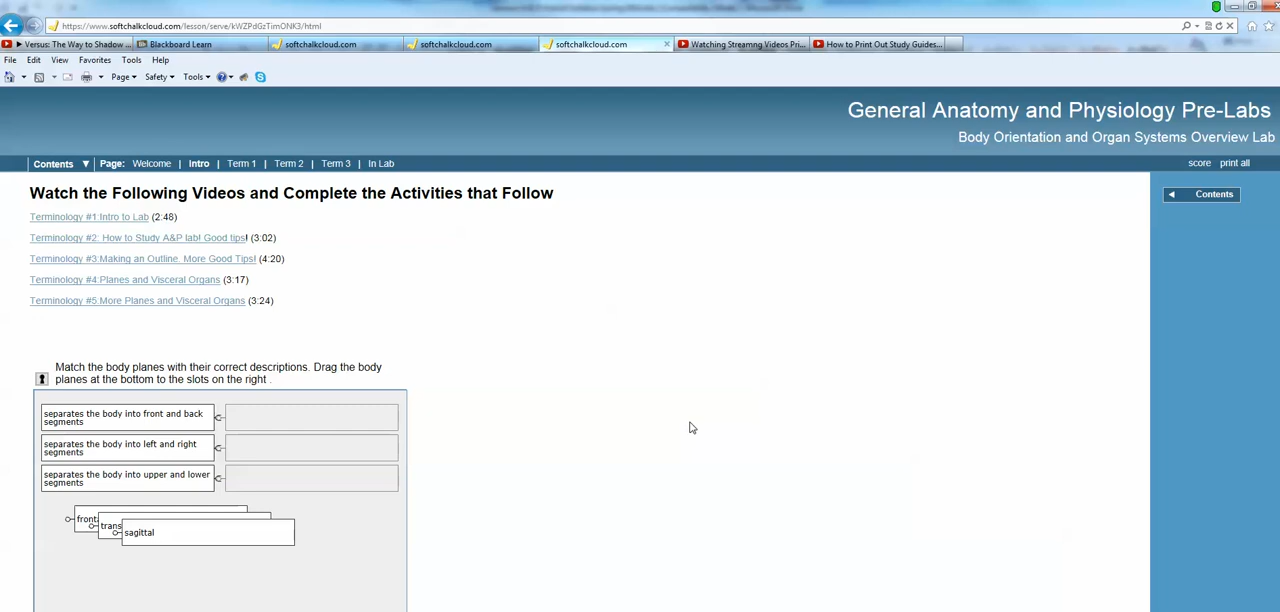 https://www.softchalkcloud.com/lesson/serve/kWZPdGzTimONK3/html
Versus: The Way to Shadow ...
Blackboard Learn
softchalkcloud.com
softchalkcloud.com
softchalkcloud.com
Watching Streamng Videos Pri...
How to Print Out Study Guides...
File Edit View Favorites Tools Help
Page Safety Tools
General Anatomy and Physiology Pre-Labs
Body Orientation and Organ Systems Overview Lab
Contents ▼ Page: Welcome | Intro | Term 1 | Term 2 | Term 3 | In Lab
score print all
Contents
Watch the Following Videos and Complete the Activities that Follow
Terminology #1:Intro to Lab (2:48)
Terminology #2: How to Study A&P lab! Good tips! (3:02)
Terminology #3:Making an Outline. More Good Tips! (4:20)
Terminology #4:Planes and Visceral Organs (3:17)
Terminology #5:More Planes and Visceral Organs (3:24)
Match the body planes with their correct descriptions. Drag the body
planes at the bottom to the slots on the right .
separates the body into front and back
segments
separates the body into left and right
segments
separates the body into upper and lower
segments
front
trans
sagittal